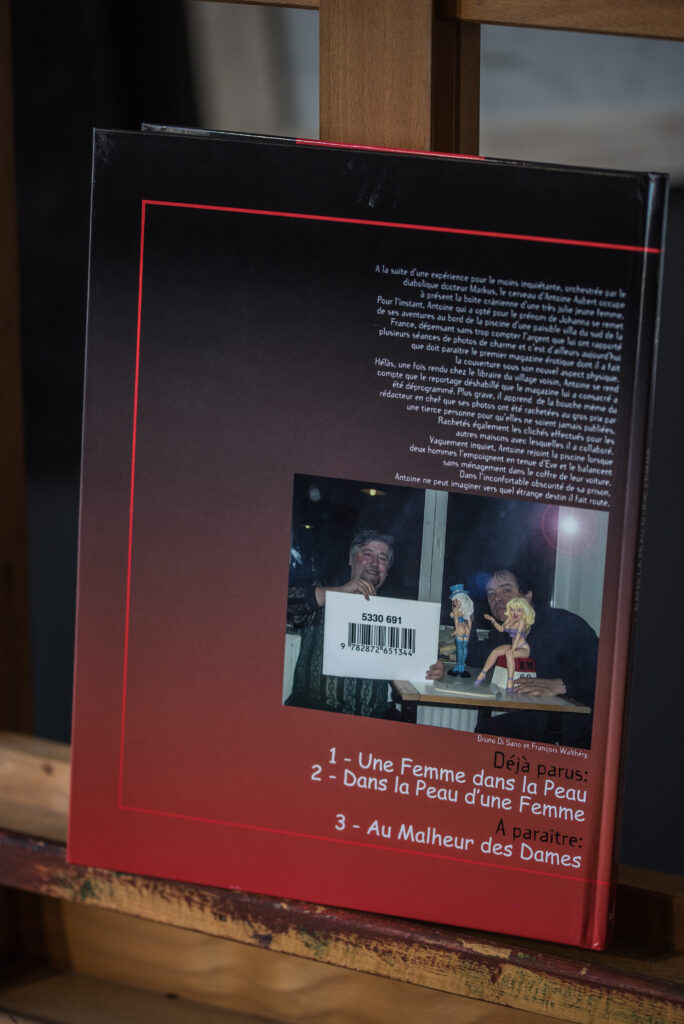 A la suite d'une expérience pour le moins inquiétante, orchestrée par le
diabolique docteur Markus, le cerveau d'Antoine Aubert occupe
à présent la boîte crânienne d'une très jolie jeune femme.
Pour l'instant, Antoine qui a opté pour le prénom de Johanna se remet
de ses aventures au bord de la piscine d'une paisible villa du sud de la
France, dépensant sans trop compter l'argent que lui ont rapporté
plusieurs séances de photos de charme et c'est d'ailleurs aujourd'hui
que doit paraître le premier magazine érotique dont il a fait
la couverture sous son nouvel aspect physique.
Hélas, une fois rendu chez le libraire du village voisin, Antoine se rend
compte que le reportage déshabillé que le magazine lui a consacré a
été déprogrammé. Plus grave, il apprend de la bouche même du
rédacteur en chef que ses photos ont été rachetées au gros prix par
une tierce personne pour qu'elles ne soient jamais publiées.
Rachetés également les clichés effectués pour les
autres maisons avec lesquelles il a collaboré.
Vaguement inquiet, Antoine rejoint la piscine lorsque
deux hommes l'empoignent en tenue d'Eve et le balancent
sans ménagement dans le coffre de leur voiture.
Dans l'inconfortable obscurité de sa prison,
Antoine ne peut imaginer vers quel étrange destin il fait route.
5330 691
9 782872 651344
KM
Bruno Di Sano et François Walthéry.
Déjà parus:
1 - Une Femme dans la Peau
2 - Dans la Peau d'une Femme
A paraître:
3 - Au Malheur des Dames